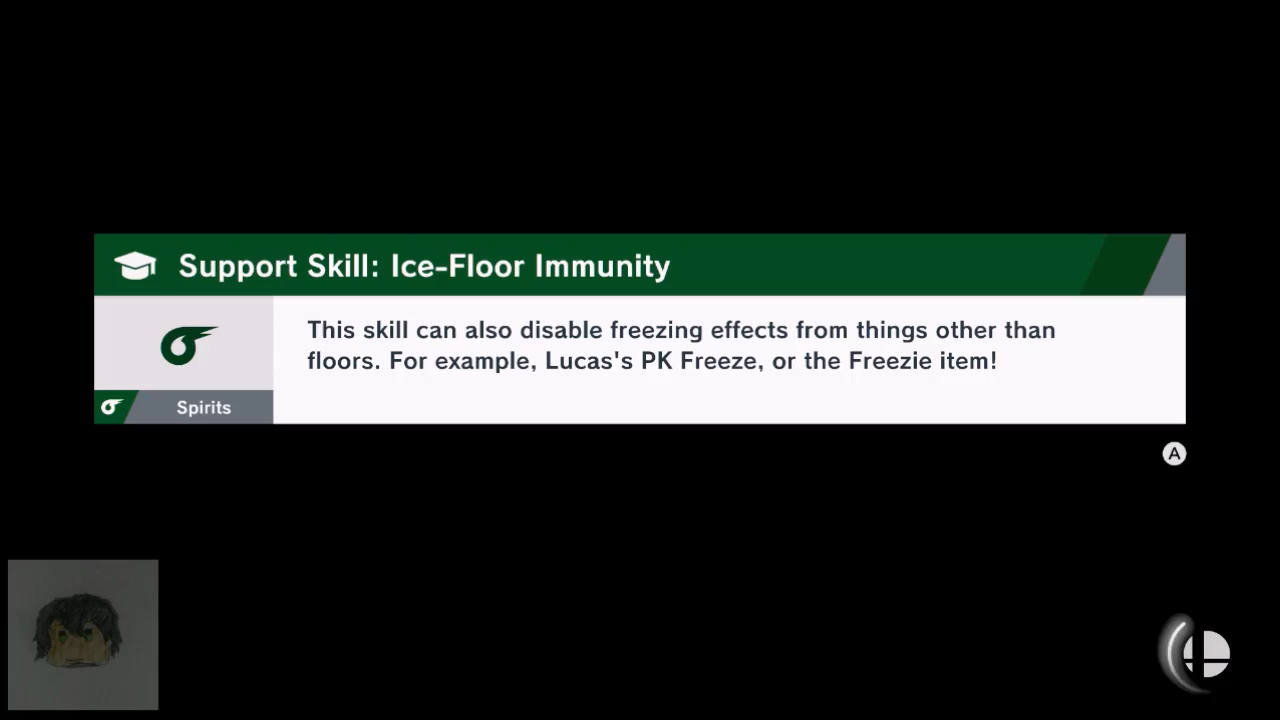 Support Skill: Ice-Floor Immunity
This skill can also disable freezing effects from things other than
floors. For example, Lucas's PK Freeze, or the Freezie item!
Spirits
A